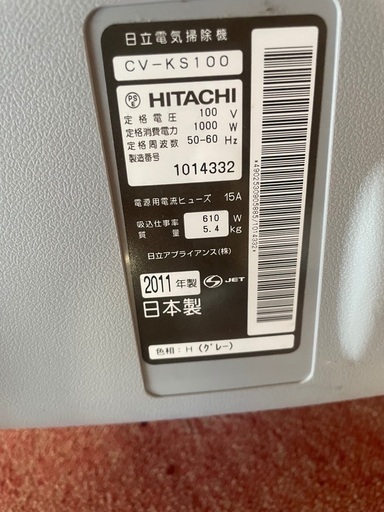 日立電気掃除機
CV-KS100
PS E HITACHI
定格電圧 100 V
定格消費電力 1000 W
定格周波数 50-60 Hz
製造番号
1014332
電源用電流ヒューズ 15A
吸込仕事率 610 W
質量 5.4 kg
日立アプライアンス(株)
2011 年製 S JET
日本製
色相:H(グレー)